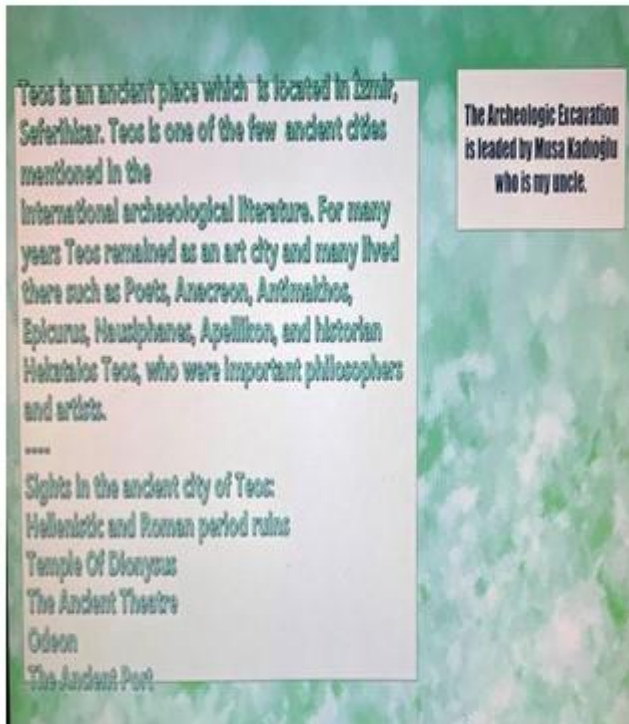 Teos is an ancient place which is located in İzmir,
Seferihisar. Teos is one of the few ancient cities
mentioned in the
international archaeological literature. For many
years Teos remained as an art city and many lived
there such as Poets, Anacreon, Antimakhos,
Epicurus, Nausiphanes, Apellikon, and historian
Hekataios Teos, who were important philosophers
and artists.
----
Sights in the ancient city of Teos:
Hellenistic and Roman period ruins
Temple Of Dionysus
The Ancient Theatre
Odeon
The Ancient Port
The Archeologic Excavation
is leaded by Musa Kadıoğlu
who is my uncle.